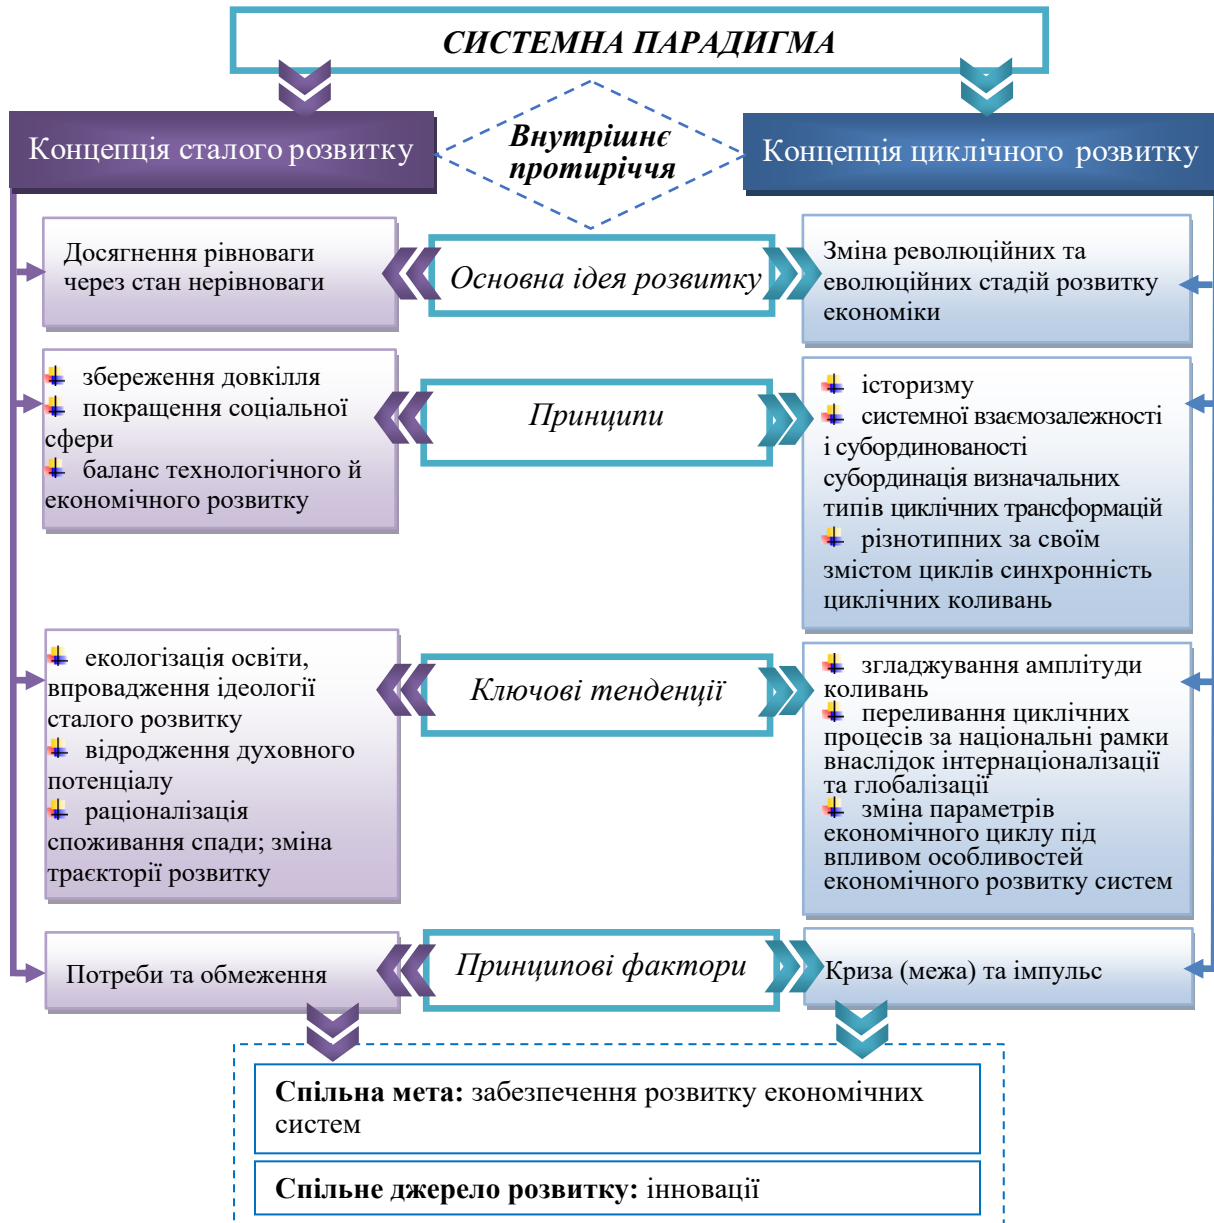 СИСТЕМНА ПАРАДИГМА
Концепція сталого розвитку
Внутрішнє
протиріччя
Концепція циклічного розвитку
Досягнення рівноваги
через стан нерівноваги
Основна ідея розвитку
Зміна революційних та
еволюційних стадій розвитку
економіки
збереження довкілля
покращення соціальної
сфери
баланс технологічного й
економічного розвитку
Принципи
історизму
системної взаємозалежності
і субординованості
субординація визначальних
типів циклічних трансформацій
різнотипних за своїм
змістом циклів синхронність
циклічних коливань
екологізація освіти,
впровадження ідеології
сталого розвитку
відродження духовного
потенціалу
раціоналізація
споживання спади; зміна
траєкторії розвитку
Ключові тенденції
згладжування амплітуди
коливань
переливання циклічних
процесів за національні рамки
внаслідок інтернаціоналізації
та глобалізації
зміна параметрів
економічного циклу під
впливом особливостей
економічного розвитку систем
Потреби та обмеження
Принципові фактори
Криза (межа) та імпульс
Спільна мета: забезпечення розвитку економічних
систем
Спільне джерело розвитку: інновації